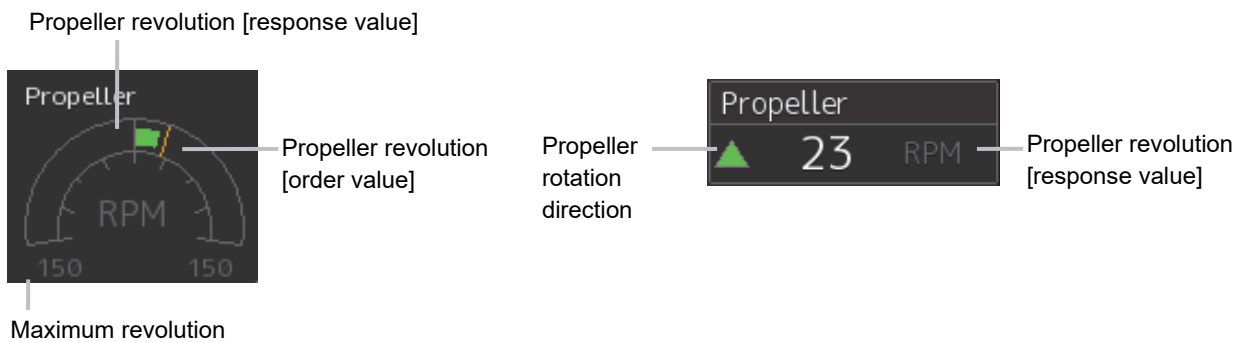 Propeller revolution [response value]
Propeller
RPM
150
150
Maximum revolution
Propeller revolution
[order value]
Propeller
rotation
direction
Propeller
23
RPM
Propeller revolution
[response value]